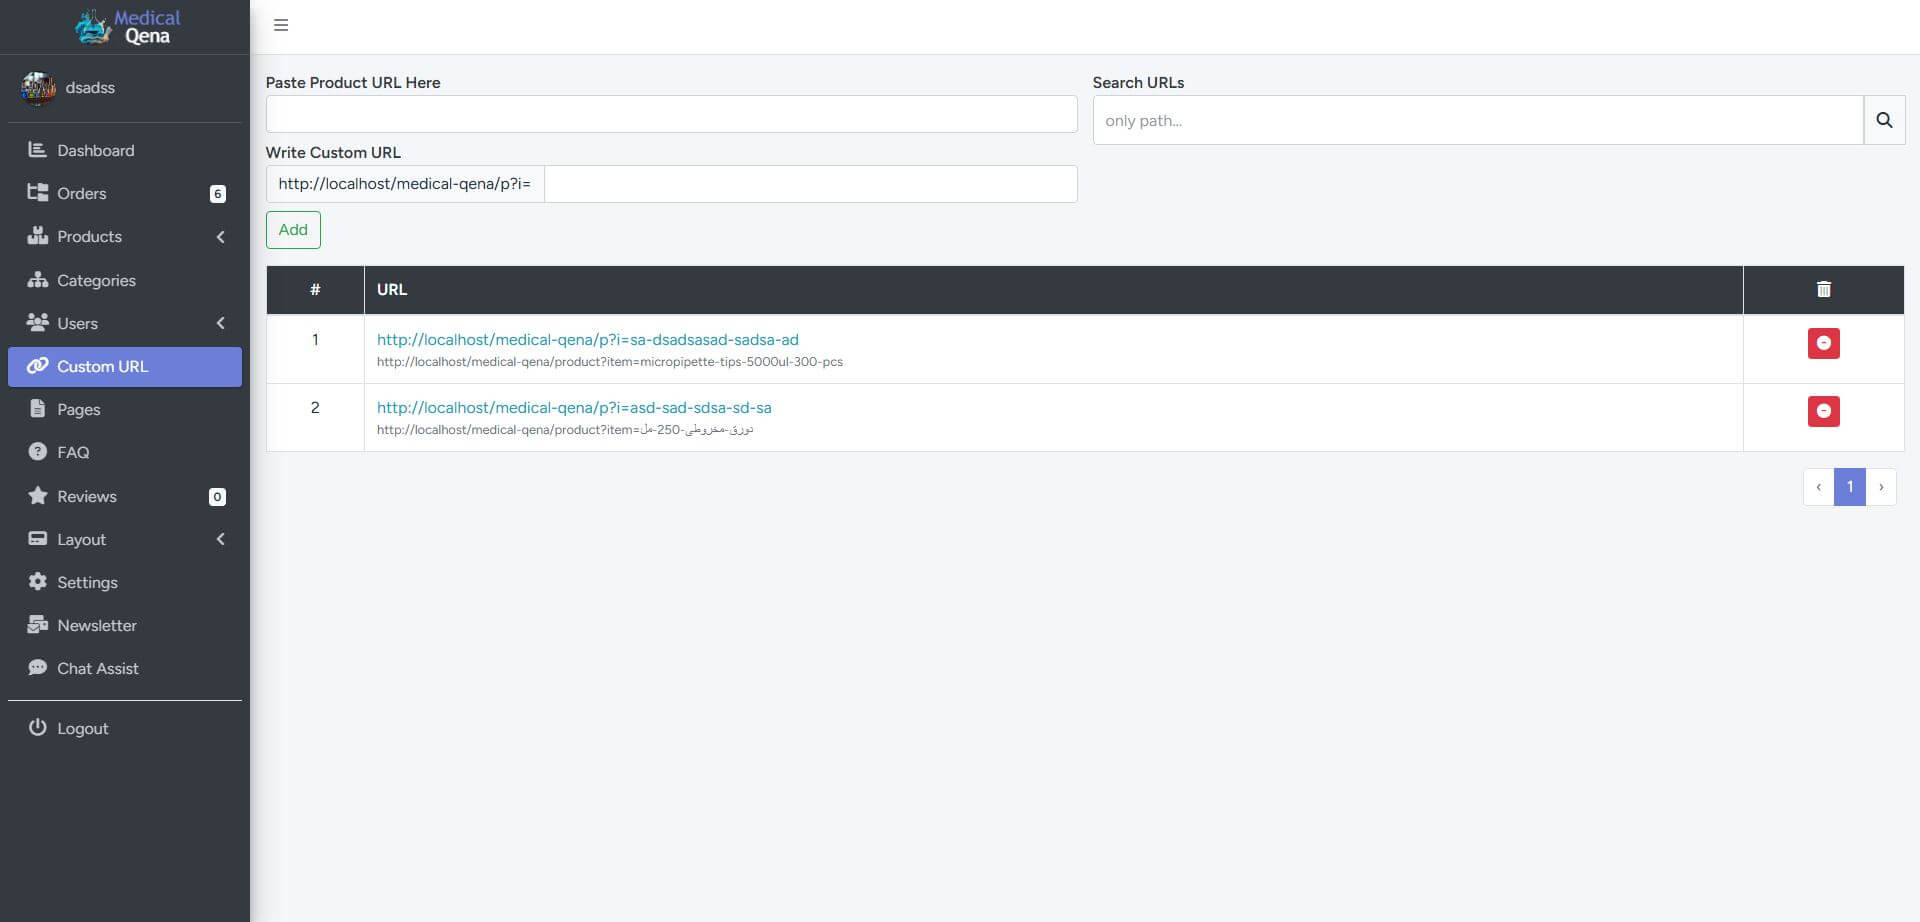 Medical
Qena
dsadss
Dashboard
Orders 6
Products
Categories
Users
Custom URL
Pages
FAQ
Reviews 0
Layout
Settings
Newsletter
Chat Assist
Logout
Paste Product URL Here
Write Custom URL
http://localhost/medical-qena/p?i=
Add
Search URLs
only path...
# URL
1 http://localhost/medical-qena/p?i=sa-dsadsasad-sadsa-ad
http://localhost/medical-qena/product?item=micropipette-tips-5000ul-300-pcs
2 http://localhost/medical-qena/p?i=asd-sad-sdsa-sd-sa
http://localhost/medical-qena/product?item=دورق-مخروطي-250-مل
‹ 1 ›